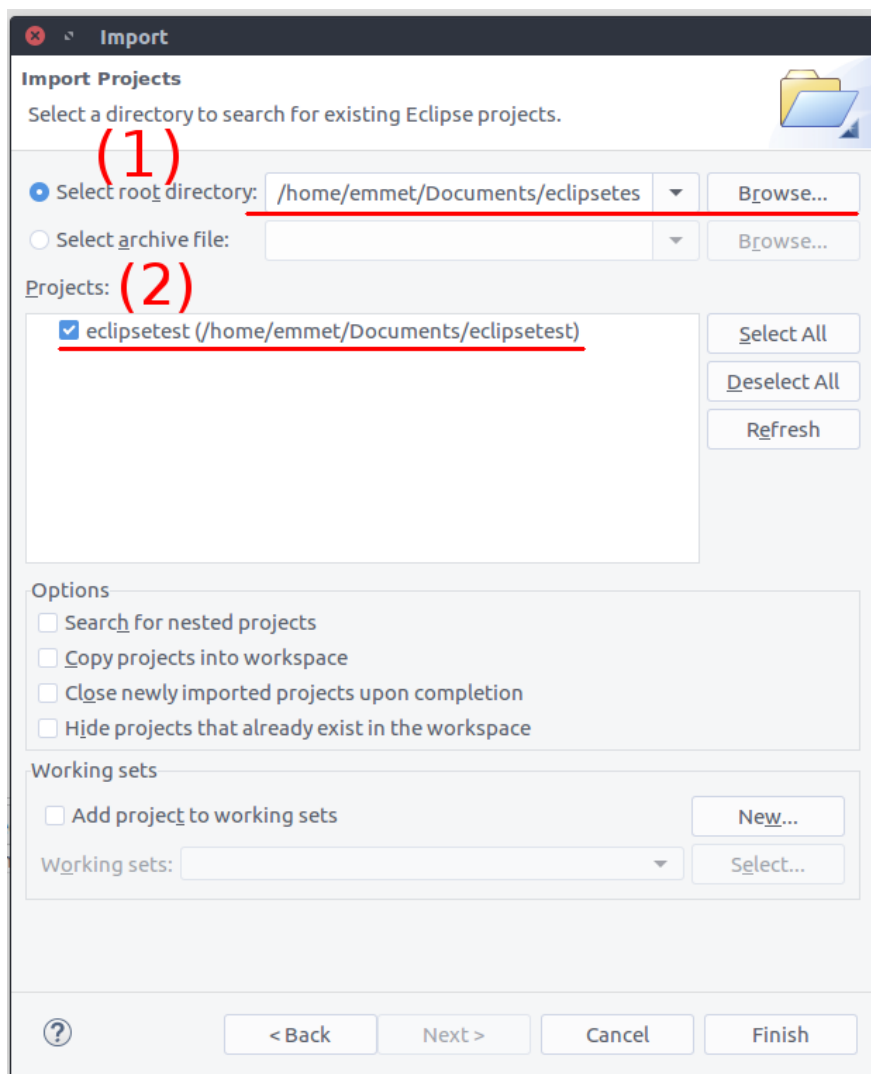 Import
Import Projects
Select a directory to search for existing Eclipse projects.
(1)
Select root directory: /home/emmet/Documents/eclipsetes Browse...
Select archive file: Browse...
Projects: (2)
eclipsetest (/home/emmet/Documents/eclipsetest)
Select All
Deselect All
Refresh
Options
Search for nested projects
Copy projects into workspace
Close newly imported projects upon completion
Hide projects that already exist in the workspace
Working sets
Add project to working sets New...
Working sets: Select...
? < Back Next > Cancel Finish